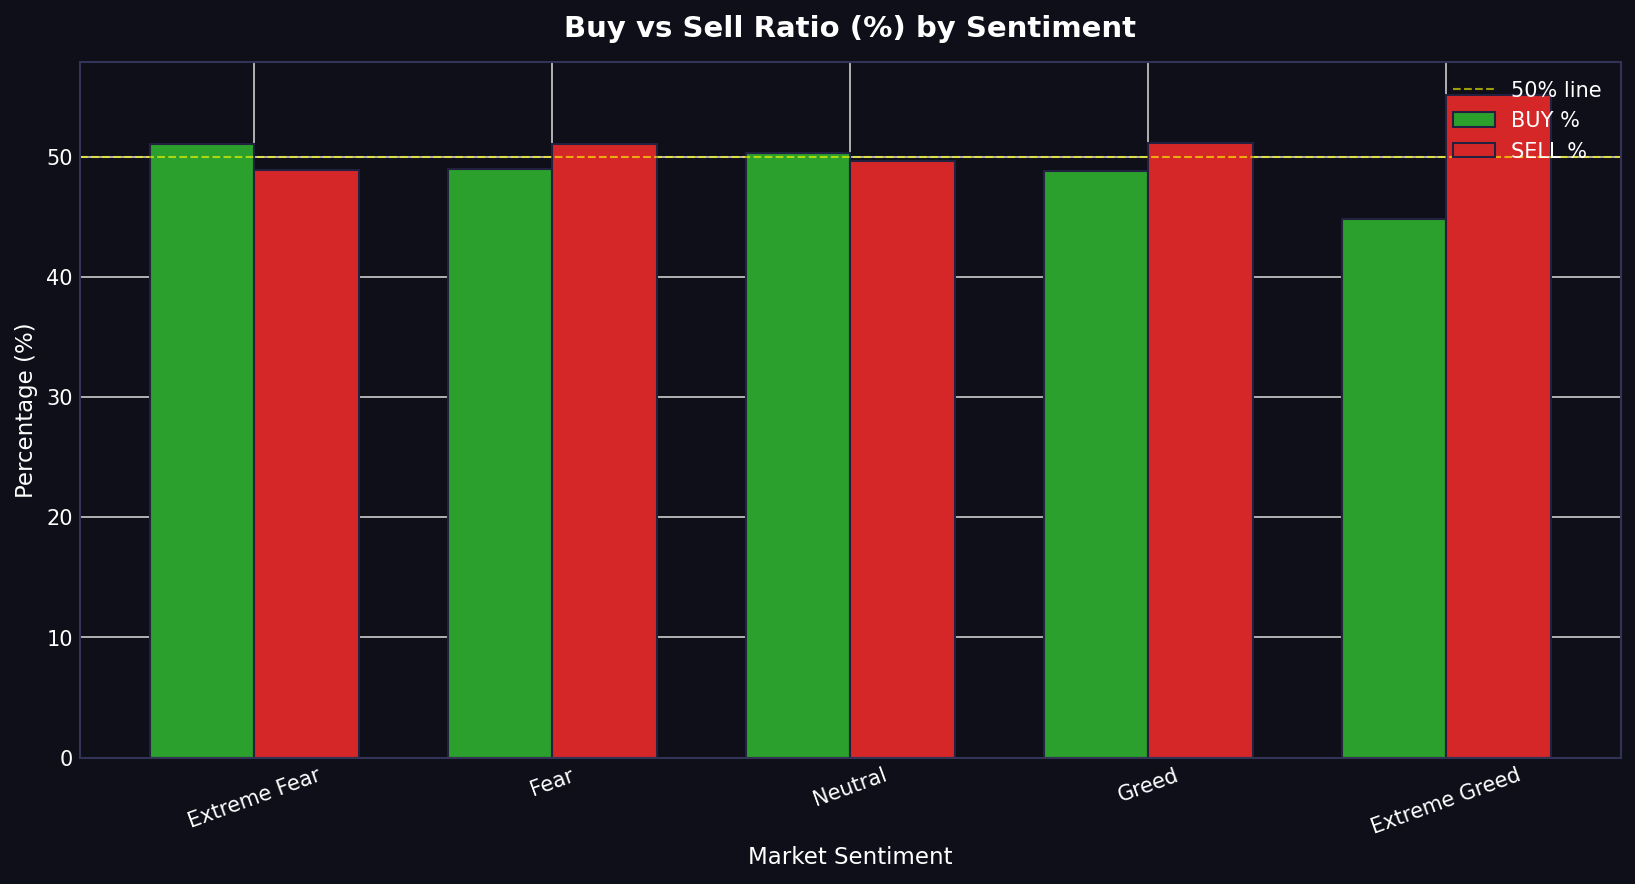 Buy vs Sell Ratio (%) by Sentiment
50% line
BUY %
SELL %
Percentage (%)
50
40
30
20
10
0
Extreme Fear
Fear
Neutral
Greed
Extreme Greed
Market Sentiment